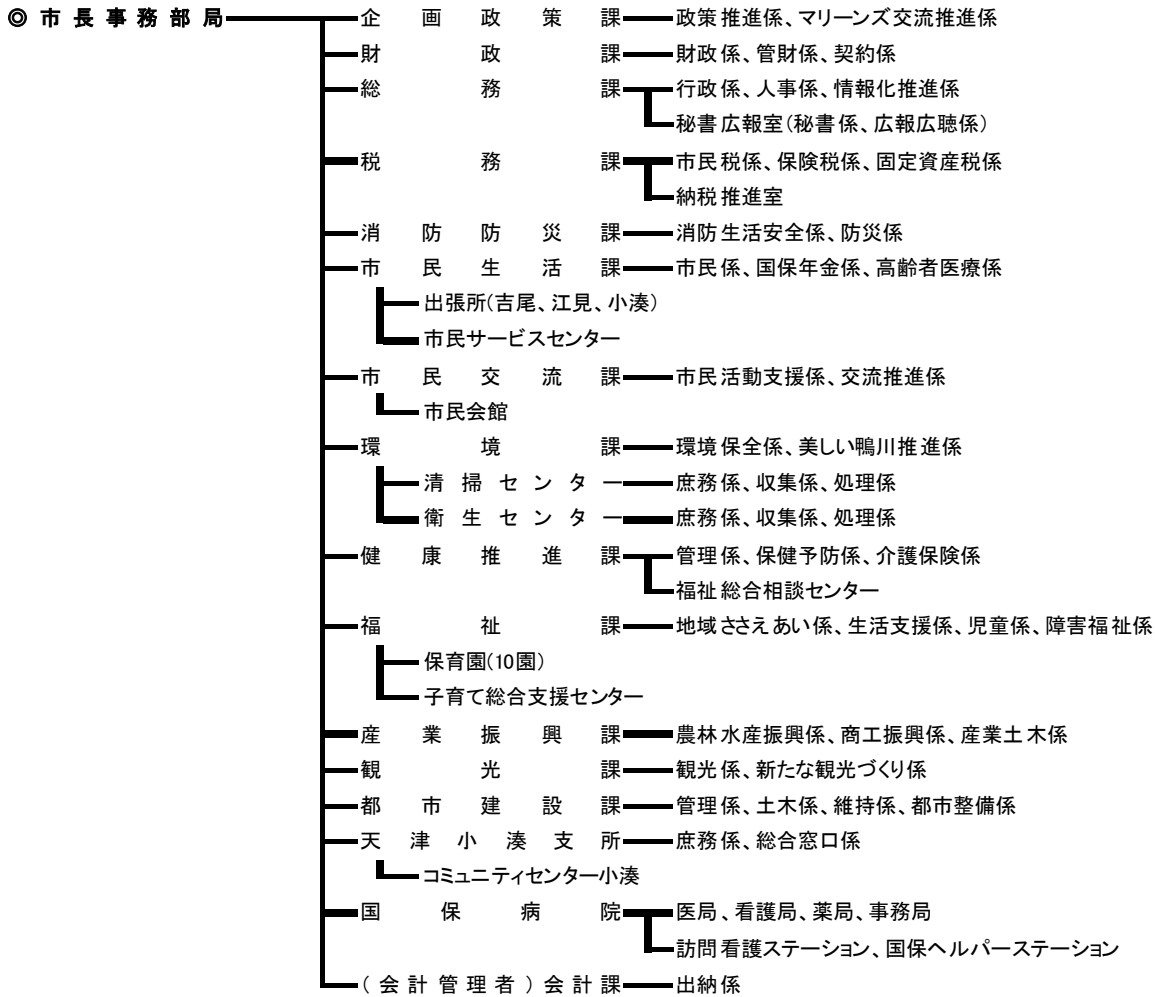 ◎市長事務部局 企画政策課 政策推進係、マリーンズ交流推進係
財政課 財政係、管財係、契約係
総務課 行政係、人事係、情報化推進係
秘書広報室(秘書係、広報広聴係)
税務課 市民税係、保険税係、固定資産税係
納税推進室
消防防災課 消防生活安全係、防災係
市民生活課 市民係、国保年金係、高齢者医療係
出張所(吉尾、江見、小湊)
市民サービスセンター
市民交流課 市民活動支援係、交流推進係
市民会館
環境課 環境保全係、美しい鴨川推進係
清掃センター 庶務係、収集係、処理係
衛生センター 庶務係、収集係、処理係
健康推進課 管理係、保健予防係、介護保険係
福祉総合相談センター
福祉課 地域ささえあい係、生活支援係、児童係、障害福祉係
保育園(10園)
子育て総合支援センター
産業振興課 農林水産振興係、商工振興係、産業土木係
観光課 観光係、新たな観光づくり係
都市建設課 管理係、土木係、維持係、都市整備係
天津小湊支所 庶務係、総合窓口係
コミュニティセンター小湊
国保病院 医局、看護局、薬局、事務局
訪問看護ステーション、国保ヘルパーステーション
(会計管理者)会計課 出納係